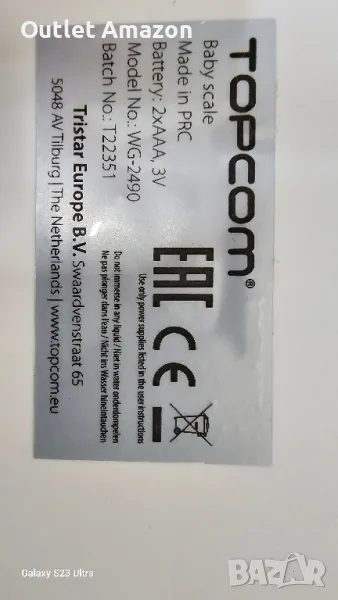 Outlet Amazon
TOPCOM®
Baby scale
Made in PRC
Battery: 2xAAA, 3V
Model No.: WG-2490
Batch No.: T22351
EAC CE
Use only power supplies listed in the user instructions
Do not immerse in any liquid / Niet in water onderdompelen
Ne pas plonger dans l'eau / Nicht ins Wasser hineintauchen
Tristar Europe B.V. Swaardvenstraat 65
5048 AV Tilburg | The Netherlands | www.topcom.eu
Galaxy S23 Ultra
BAZAR